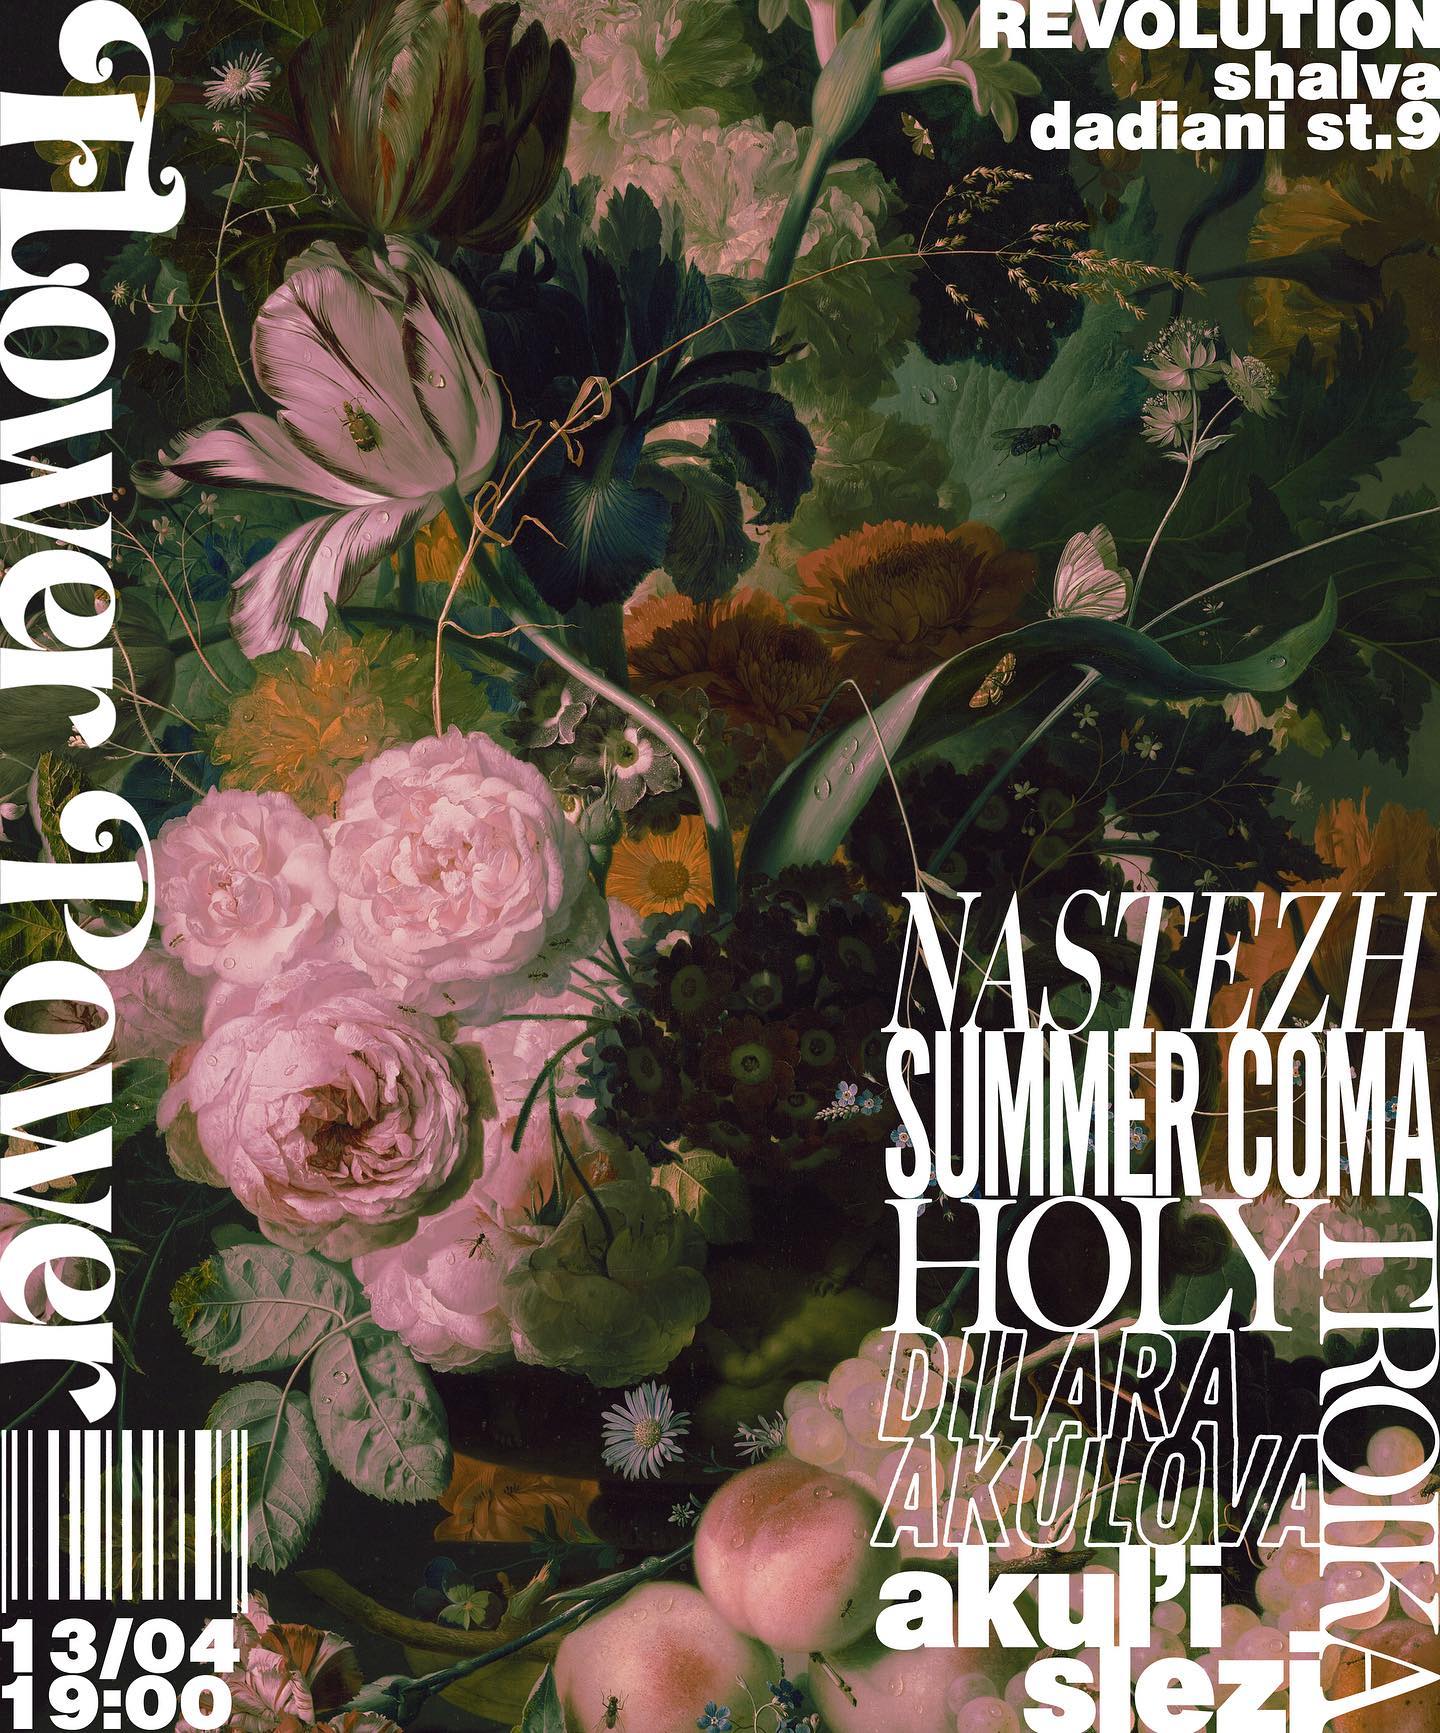 Flower Power
REVOLUTION
shalva
dadiani st.9
NASTEZH
SUMMER COMA
HOLY
TROIKA
DILARA
AKULOVA
akul'i
slezi
13/04
19:00